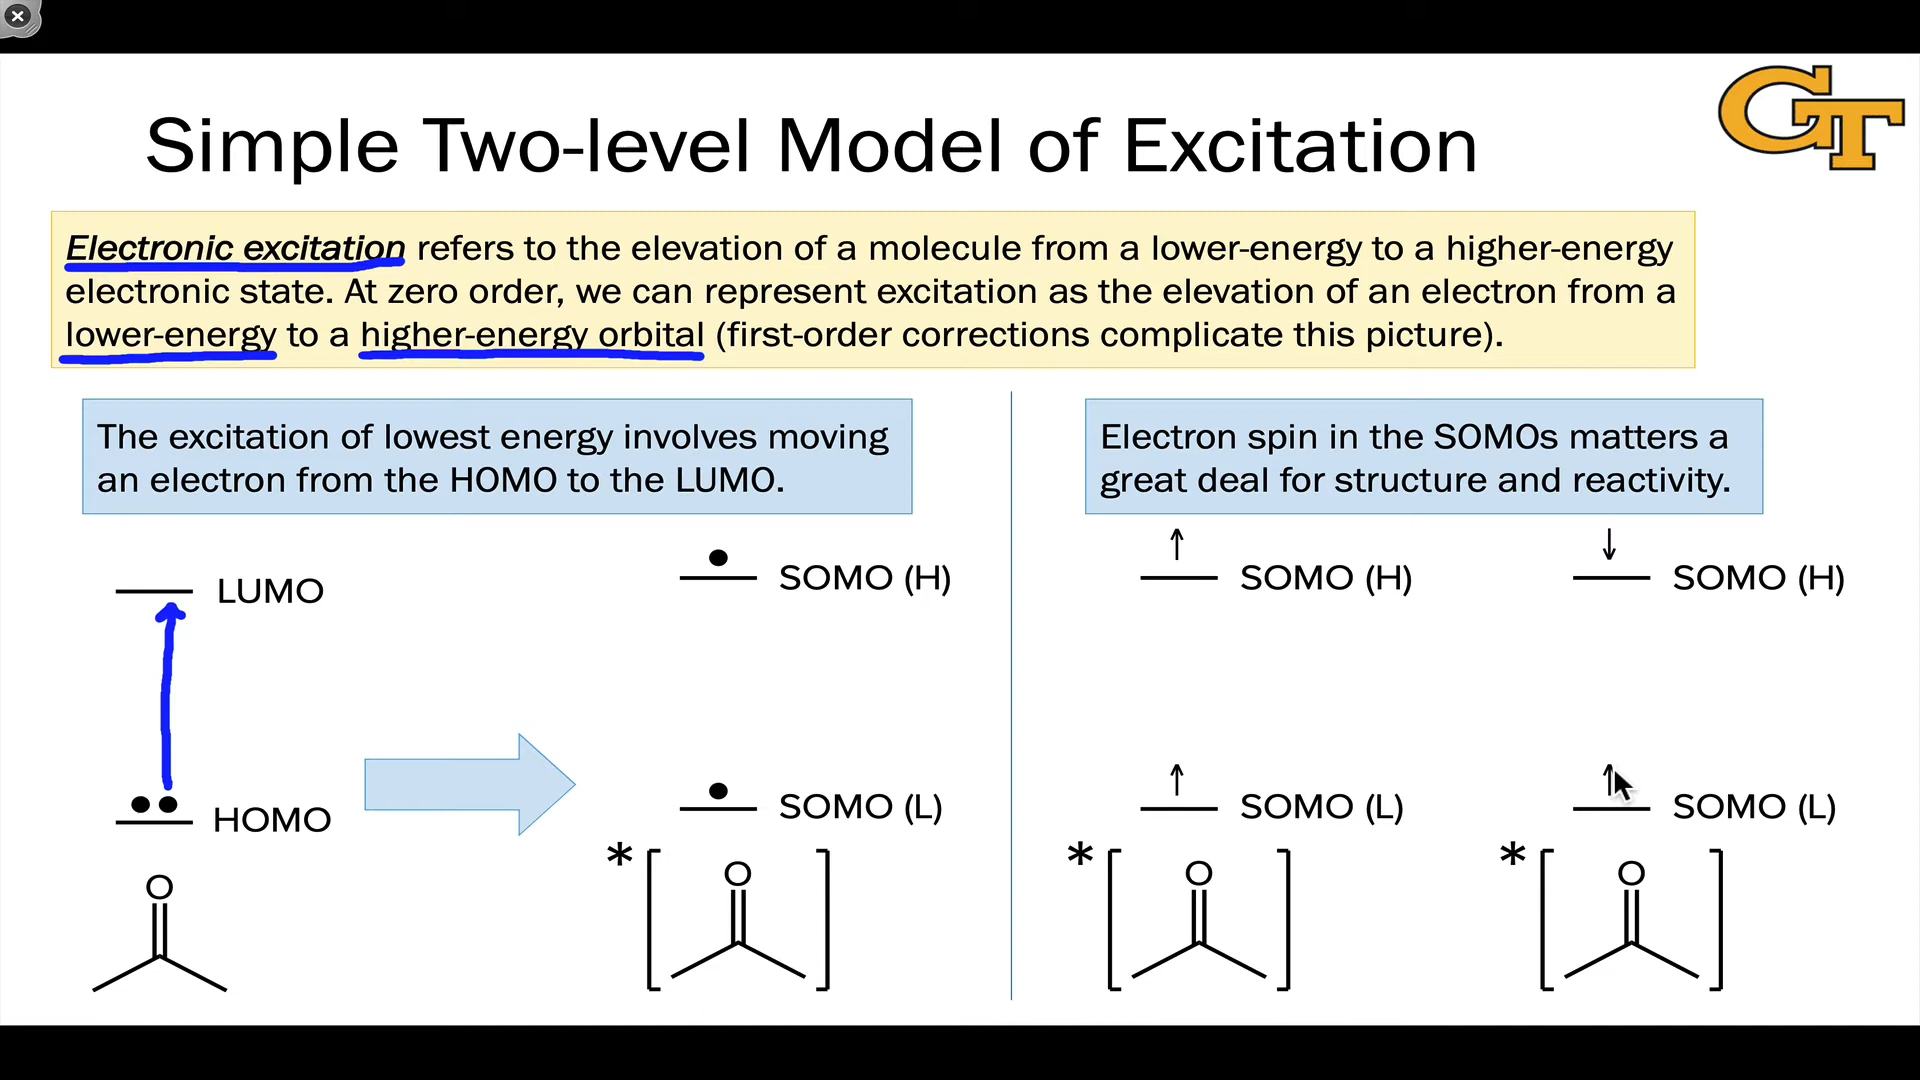 GT
Simple Two-level Model of Excitation
Electronic excitation refers to the elevation of a molecule from a lower-energy to a higher-energy
electronic state. At zero order, we can represent excitation as the elevation of an electron from a
lower-energy to a higher-energy orbital (first-order corrections complicate this picture).
The excitation of lowest energy involves moving
an electron from the HOMO to the LUMO.
LUMO
SOMO (H)
HOMO
SOMO (L)
*
O
O
Electron spin in the SOMOs matters a
great deal for structure and reactivity.
↑
SOMO (H)
↓
SOMO (H)
↑
SOMO (L)
↑
SOMO (L)
*
O
*
O